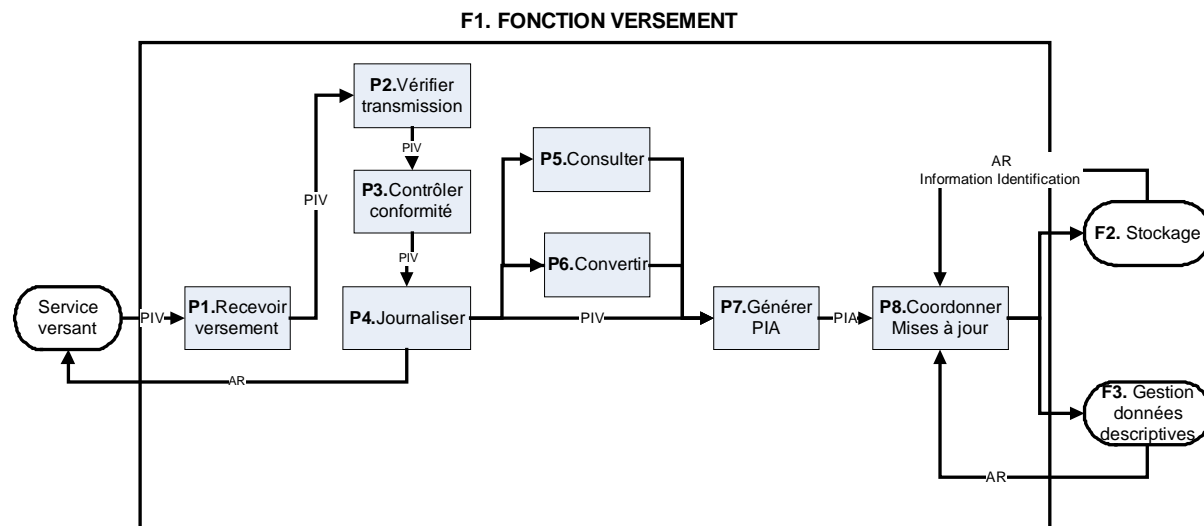 F1. FONCTION VERSEMENT
P2.Vérifier
transmission
PIV
P3.Contrôler
conformité
PIV
PIV
P5.Consulter
P6.Convertir
Service
versant
PIV
P1.Recevoir
versement
P4.Journaliser
PIV
P7.Générer
PIA
PIA
P8.Coordonner
Mises à jour
AR
Information Identification
F2. Stockage
AR
F3. Gestion
données
descriptives
AR